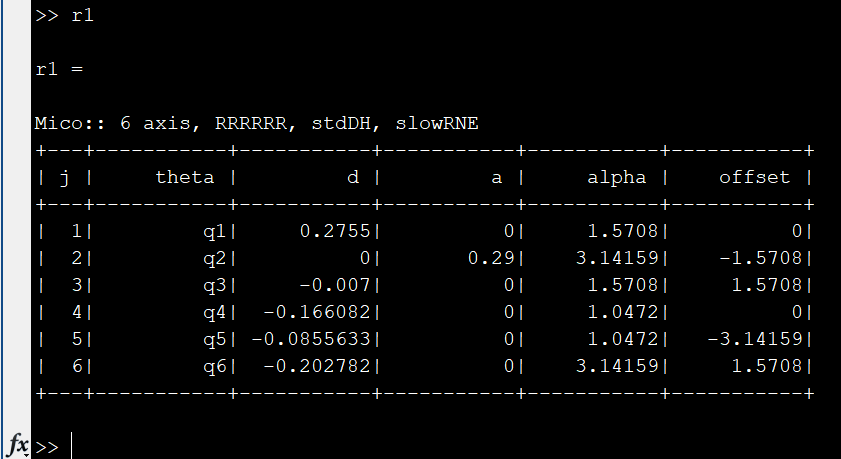 >> r1
r1 =
Mico:: 6 axis, RRRRRR, stdDH, slowRNE
+---+-----------+-----------+-----------+-----------+-----------+
| j |     theta |         d |         a |     alpha |    offset |
+---+-----------+-----------+-----------+-----------+-----------+
|  1|         q1|     0.2755|          0|     1.5708|          0|
|  2|         q2|          0|       0.29|    3.14159|    -1.5708|
|  3|         q3|     -0.007|          0|     1.5708|     1.5708|
|  4|         q4|  -0.166082|          0|     1.0472|          0|
|  5|         q5| -0.0855633|          0|     1.0472|   -3.14159|
|  6|         q6|  -0.202782|          0|    3.14159|     1.5708|
+---+-----------+-----------+-----------+-----------+-----------+
fx >>